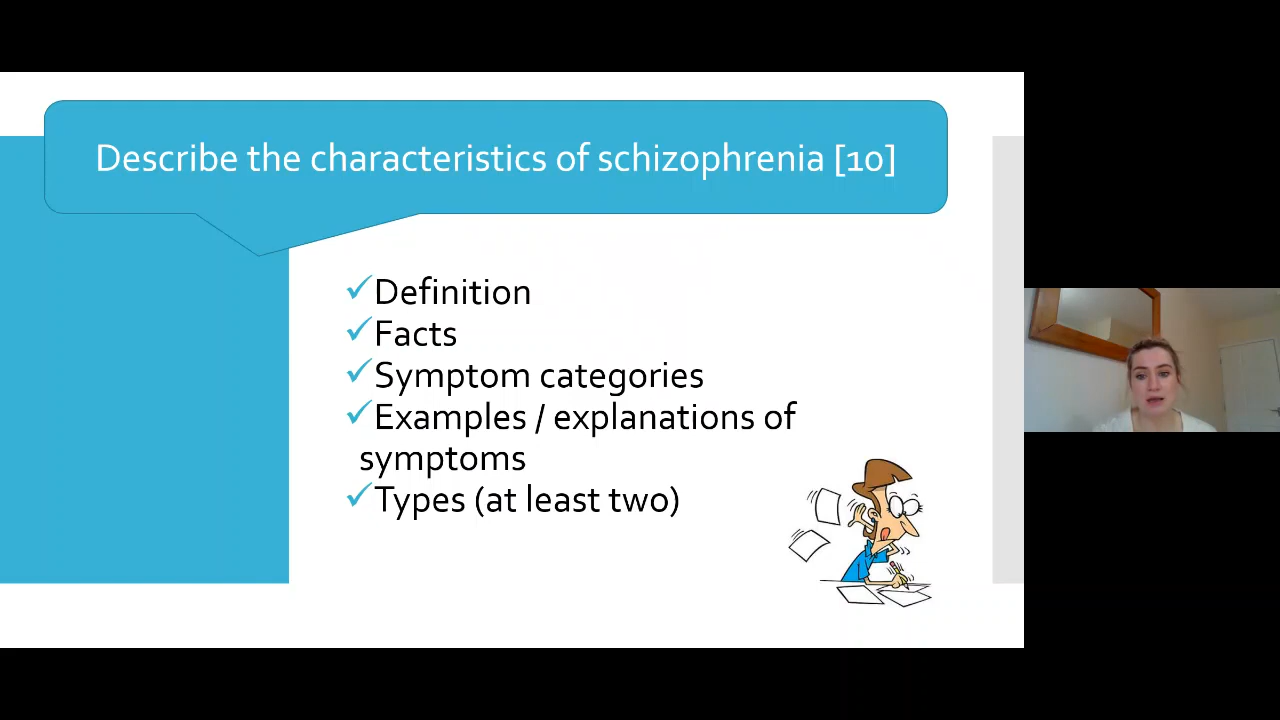 Describe the characteristics of schizophrenia [10]
✓Definition
✓Facts
✓Symptom categories
✓Examples / explanations of
symptoms
✓Types (at least two)